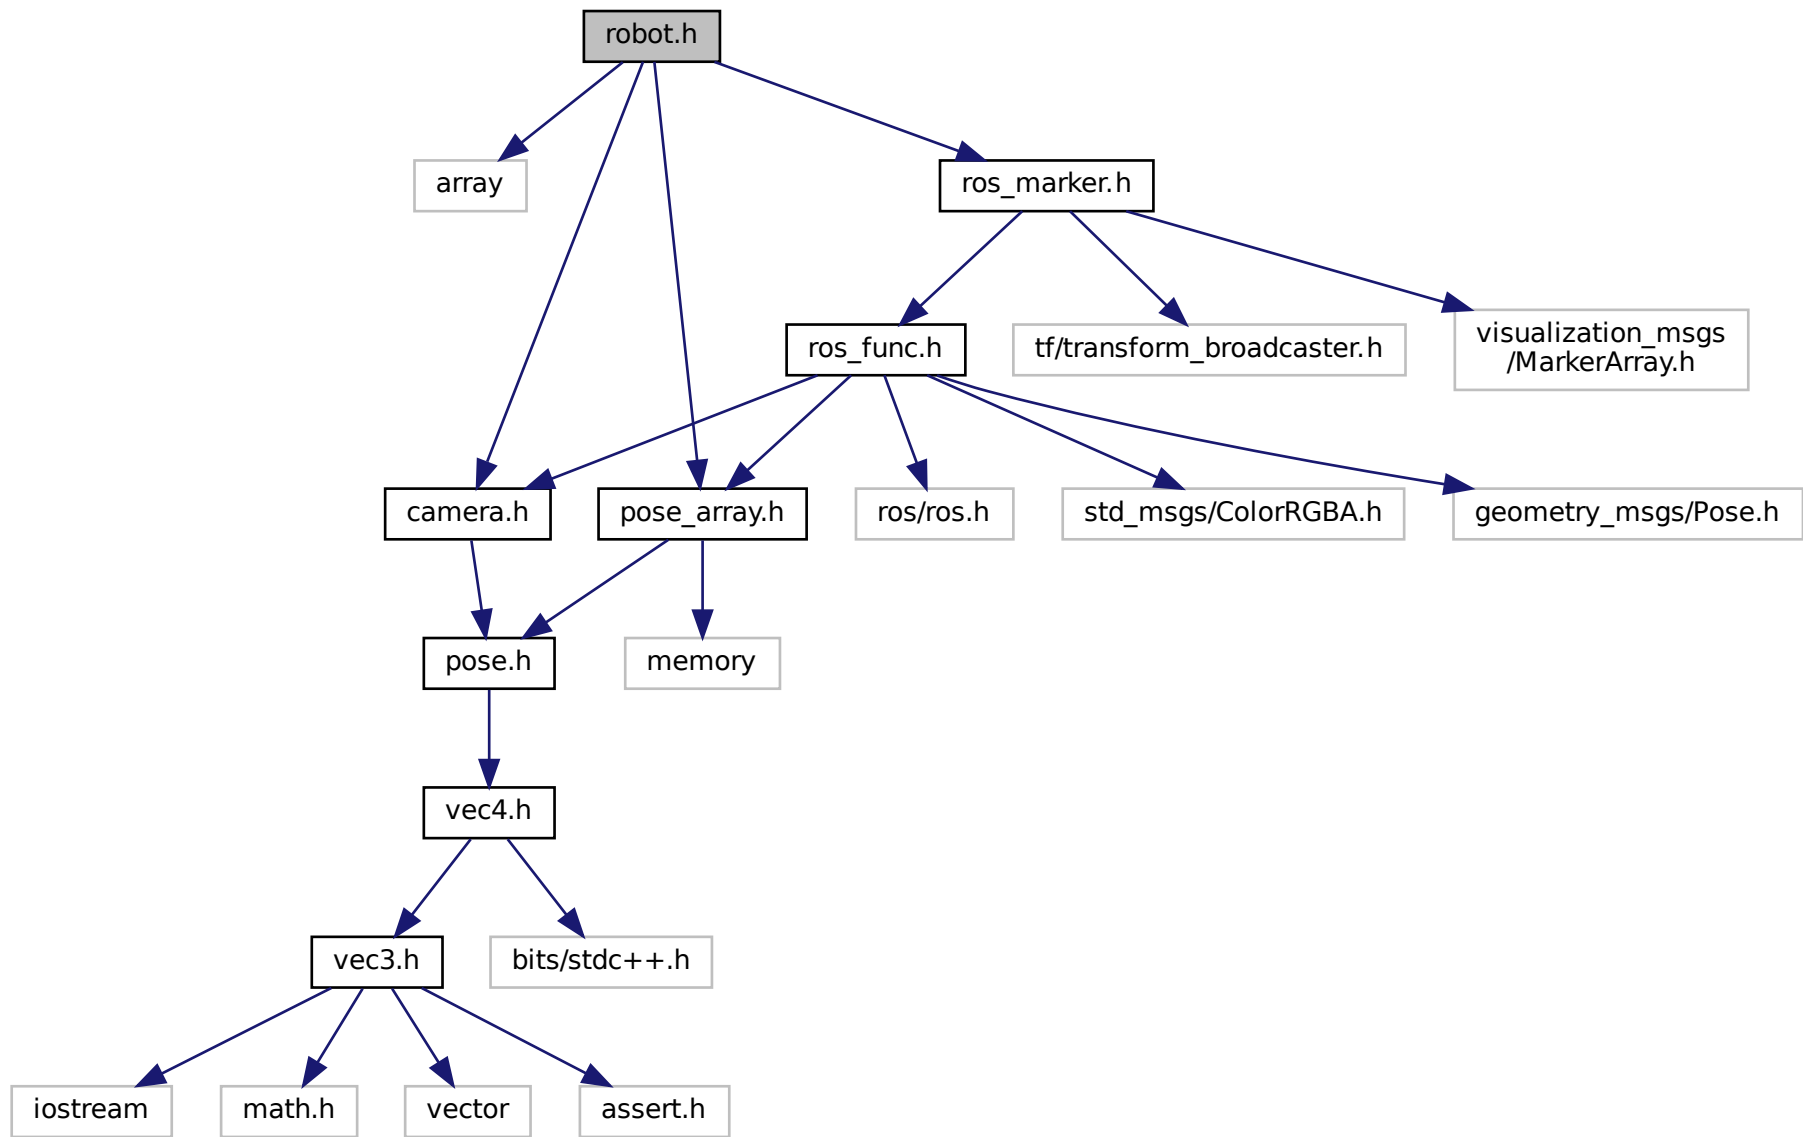 robot.h
array
ros_marker.h
ros_func.h
tf/transform_broadcaster.h
visualization_msgs
/MarkerArray.h
camera.h
pose_array.h
ros/ros.h
std_msgs/ColorRGBA.h
geometry_msgs/Pose.h
pose.h
memory
vec4.h
vec3.h
bits/stdc++.h
iostream
math.h
vector
assert.h